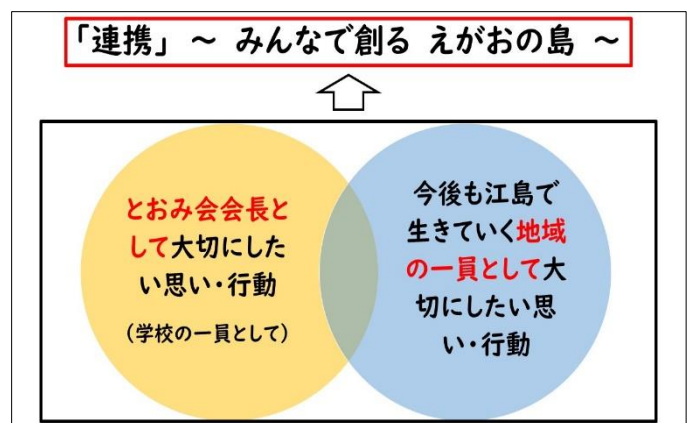 「連携」 ～ みんなで創る えがおの島 ～
とおみ会会長と
して大切にした
い思い・行動
（学校の一員として）
今後も江島で
生きていく地域
の一員として大
切にしたい思
い・行動